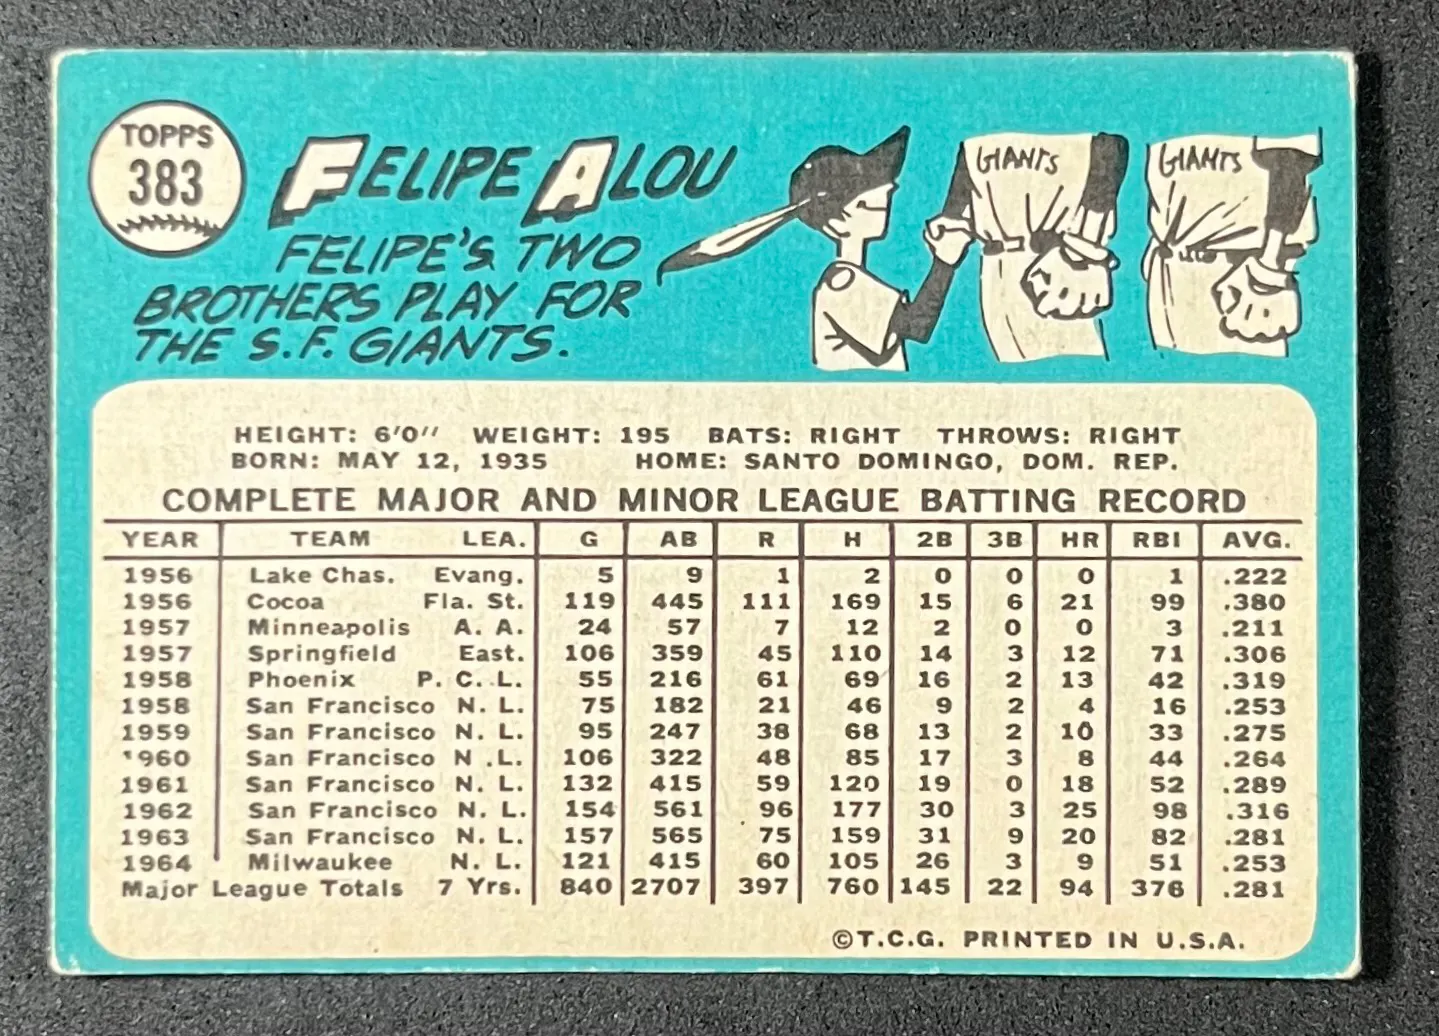 TOPPS
383
FELIPE ALOU
FELIPE'S TWO
BROTHERS PLAY FOR
THE S.F. GIANTS.
GIANTS
GIANTS
HEIGHT: 6'0" WEIGHT: 195 BATS: RIGHT THROWS: RIGHT
BORN: MAY 12, 1935 HOME: SANTO DOMINGO, DOM. REP.
COMPLETE MAJOR AND MINOR LEAGUE BATTING RECORD
YEAR TEAM LEA. G AB R H 2B 3B HR RBI AVG.
1956 Lake Chas. Evang. 5 9 1 2 0 0 0 1 .222
1956 Cocoa Fla. St. 119 445 111 169 15 6 21 99 .380
1957 Minneapolis A. A. 24 57 7 12 2 0 0 3 .211
1957 Springfield East. 106 359 45 110 14 3 12 71 .306
1958 Phoenix P. C. L. 55 216 61 69 16 2 13 42 .319
1958 San Francisco N. L. 75 182 21 46 9 2 4 16 .253
1959 San Francisco N. L. 95 247 38 68 13 2 10 33 .275
1960 San Francisco N .L. 106 322 48 85 17 3 8 44 .264
1961 San Francisco N. L. 132 415 59 120 19 0 18 52 .289
1962 San Francisco N. L. 154 561 96 177 30 3 25 98 .316
1963 San Francisco N. L. 157 565 75 159 31 9 20 82 .281
1964 Milwaukee N. L. 121 415 60 105 26 3 9 51 .253
Major League Totals 7 Yrs. 840 2707 397 760 145 22 94 376 .281
©T.C.G. PRINTED IN U.S.A.